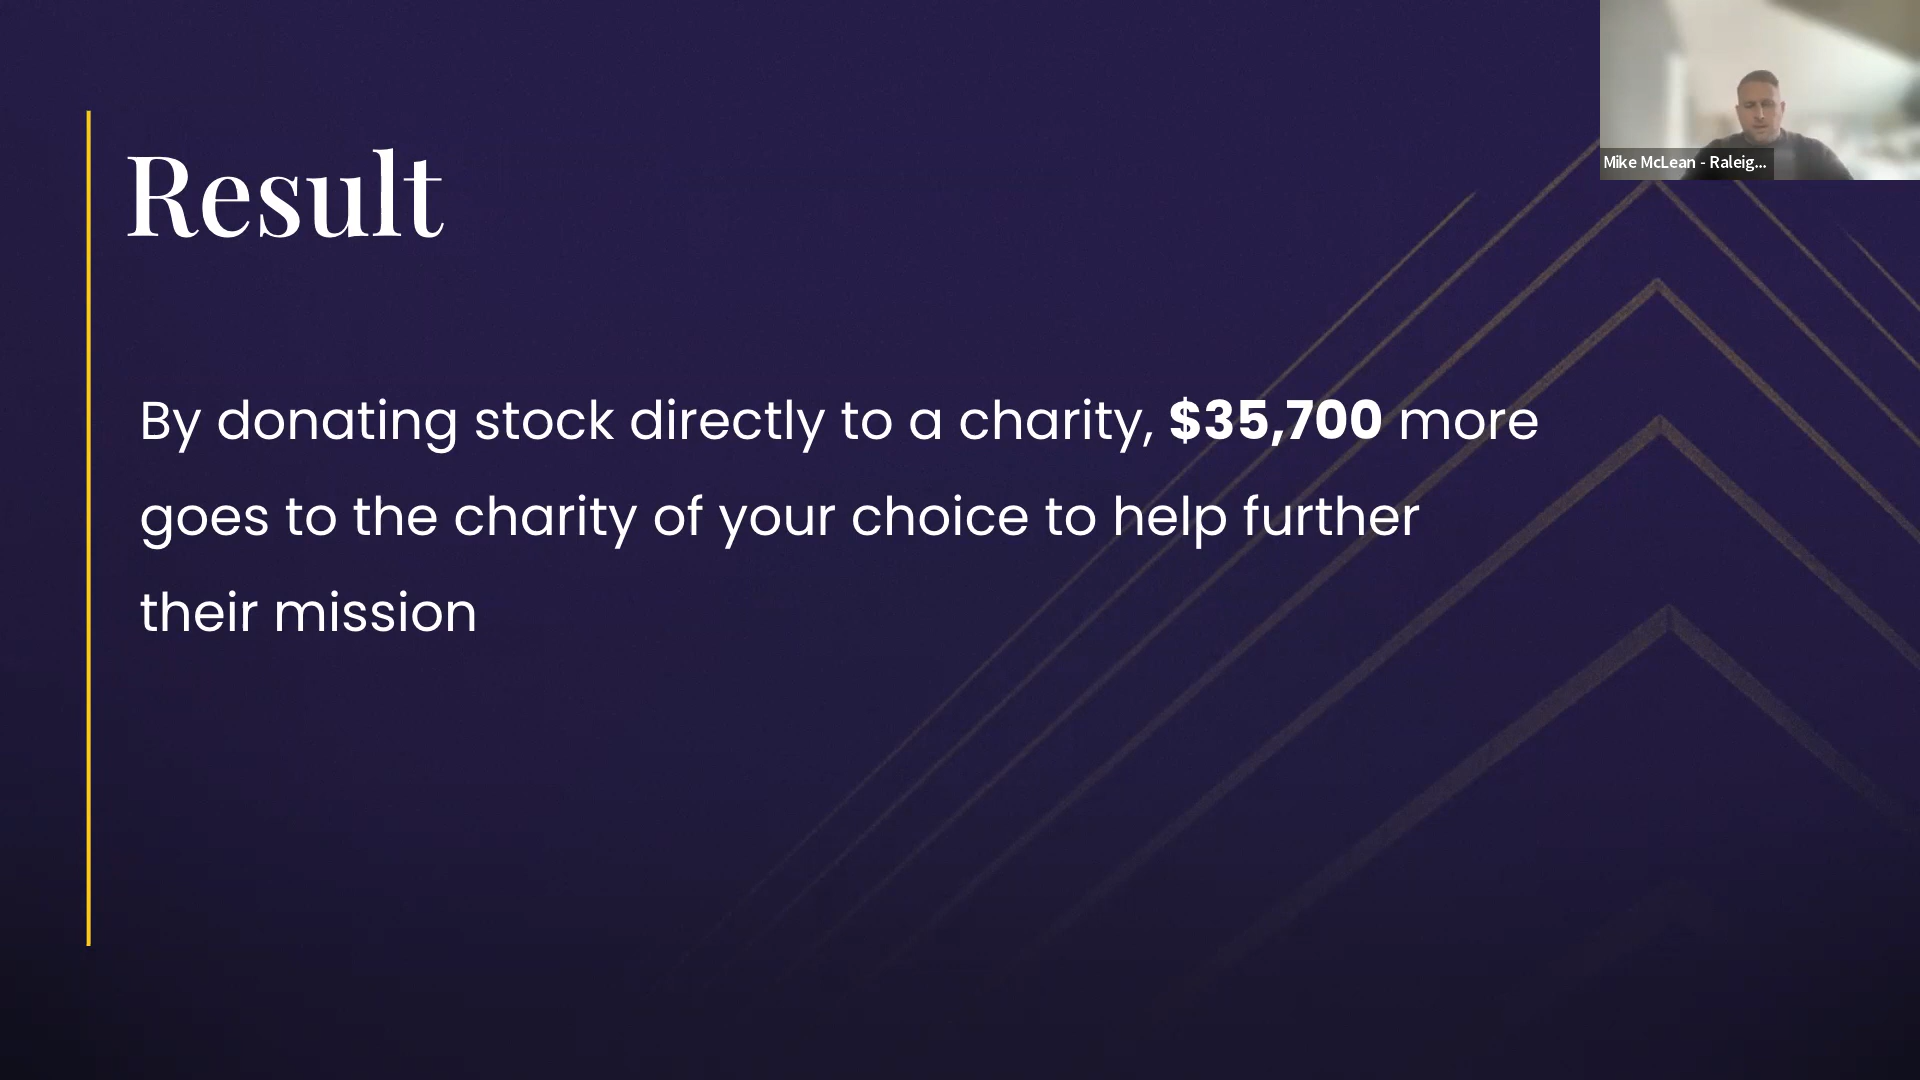 Result
By donating stock directly to a charity, $35,700 more
goes to the charity of your choice to help further
their mission
Mike McLean - Raleig...